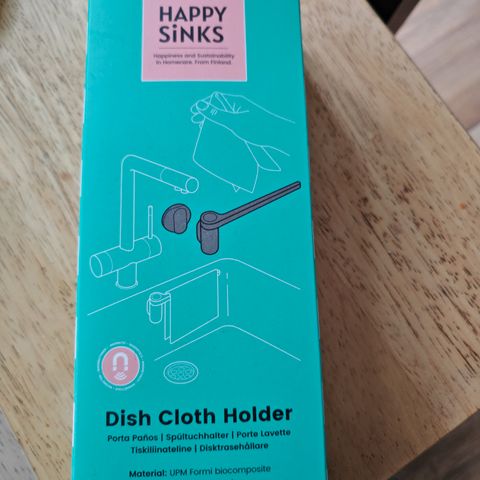 HAPPY
SiNKS
Happiness and Sustainability
in Homeware. From Finland.
Dish Cloth Holder
Porta Paños | Spültuchhalter | Porte Lavette
Tiskiliinateline | Disktrasehållare
Material: UPM Formi biocomposite